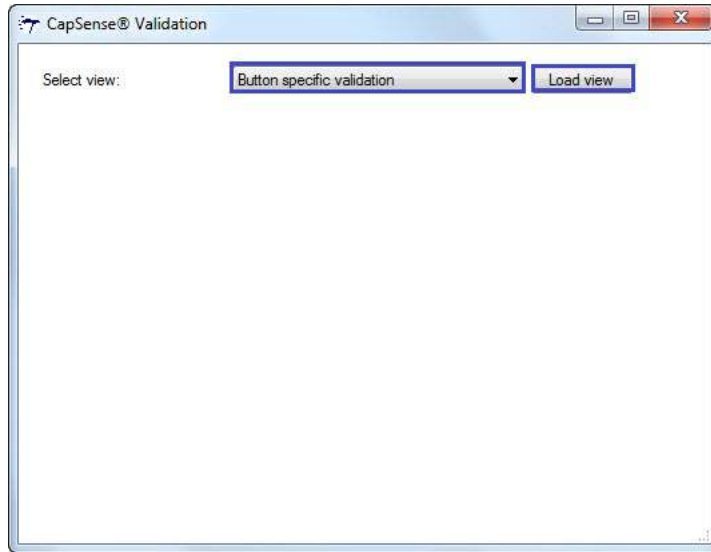 CapSense® Validation
Select view: Button specific validation Load view